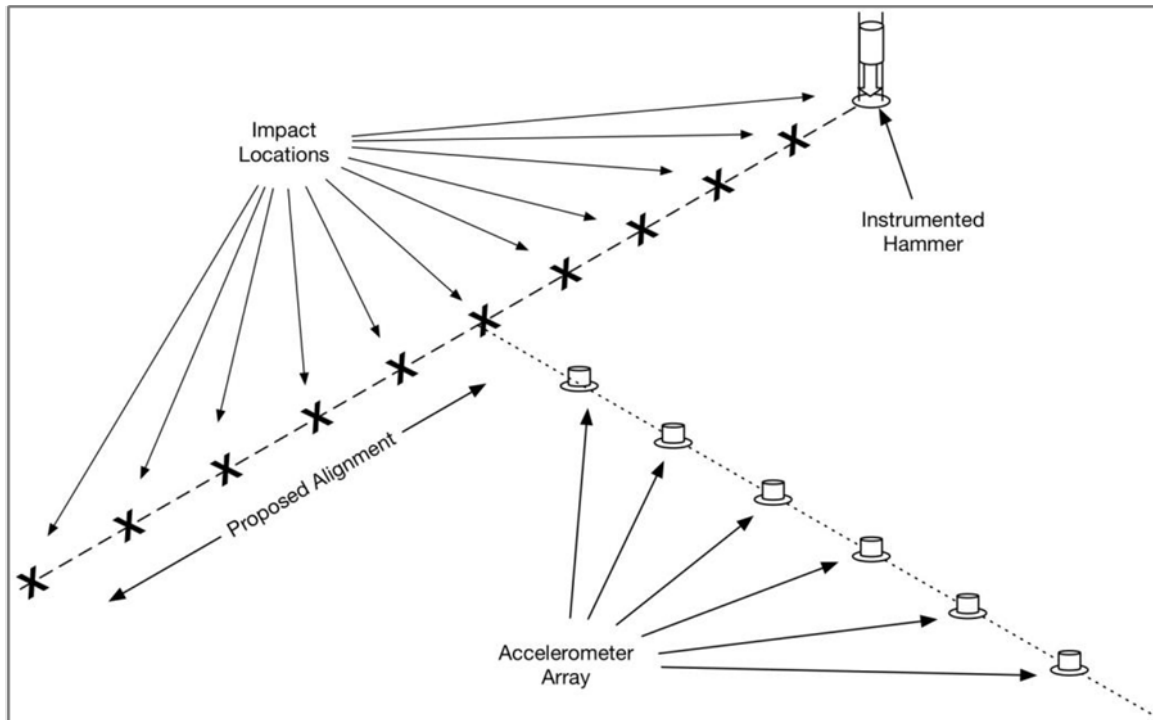 Impact
Locations
Instrumented
Hammer
Proposed Alignment
Accelerometer
Array